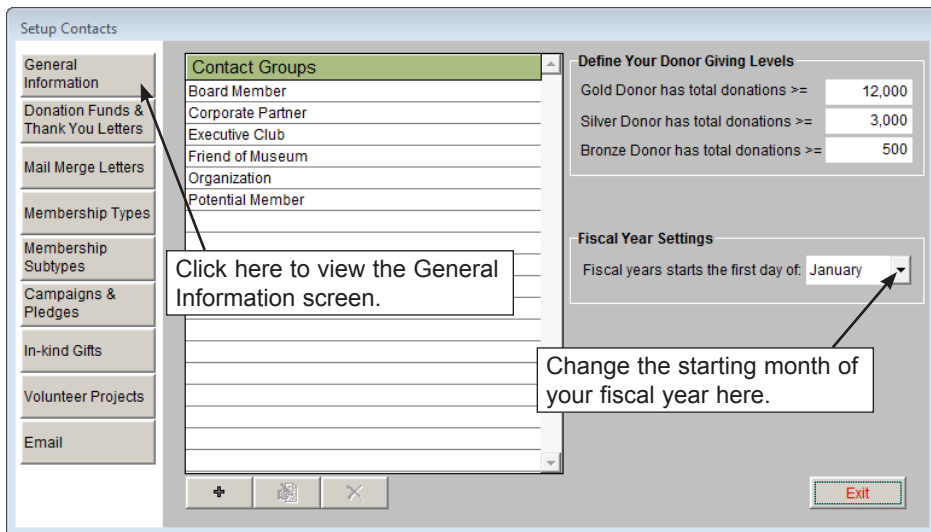 Setup Contacts
General
Information
Donation Funds &
Thank You Letters
Mail Merge Letters
Membership Types
Membership
Subtypes
Campaigns &
Pledges
In-kind Gifts
Volunteer Projects
Email
Contact Groups
Board Member
Corporate Partner
Executive Club
Friend of Museum
Organization
Potential Member
Click here to view the General
Information screen.
Define Your Donor Giving Levels
Gold Donor has total donations >= 12,000
Silver Donor has total donations >= 3,000
Bronze Donor has total donations >= 500
Fiscal Year Settings
Fiscal years starts the first day of: January
Change the starting month of
your fiscal year here.
Exit